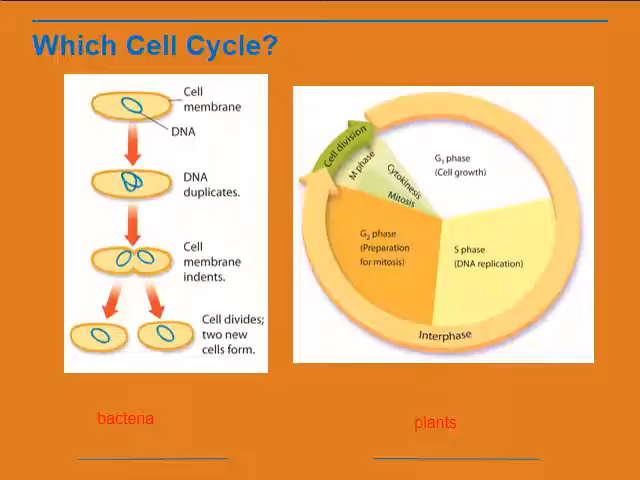 Which Cell Cycle?
Cell
membrane
DNA
DNA
duplicates.
Cell
membrane
indents.
Cell divides;
two new
cells form.
Cell division
M phase
Cytokinesis
Mitosis
G₁ phase
(Cell growth)
G₂ phase
(Preparation
for mitosis)
S phase
(DNA replication)
Interphase
bacteria
plants